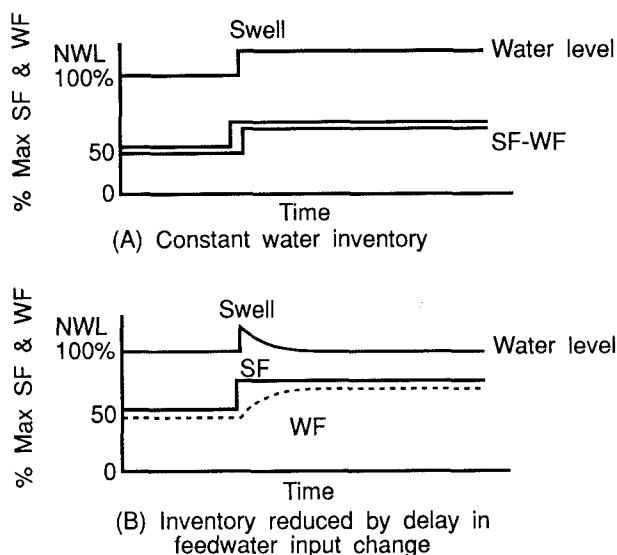 Swell
NWL
100%
Water level
% Max SF & WF
50
SF-WF
0
Time
(A) Constant water inventory
Swell
NWL
100%
Water level
SF
% Max SF & WF
50
WF
0
Time
(B) Inventory reduced by delay in
feedwater input change